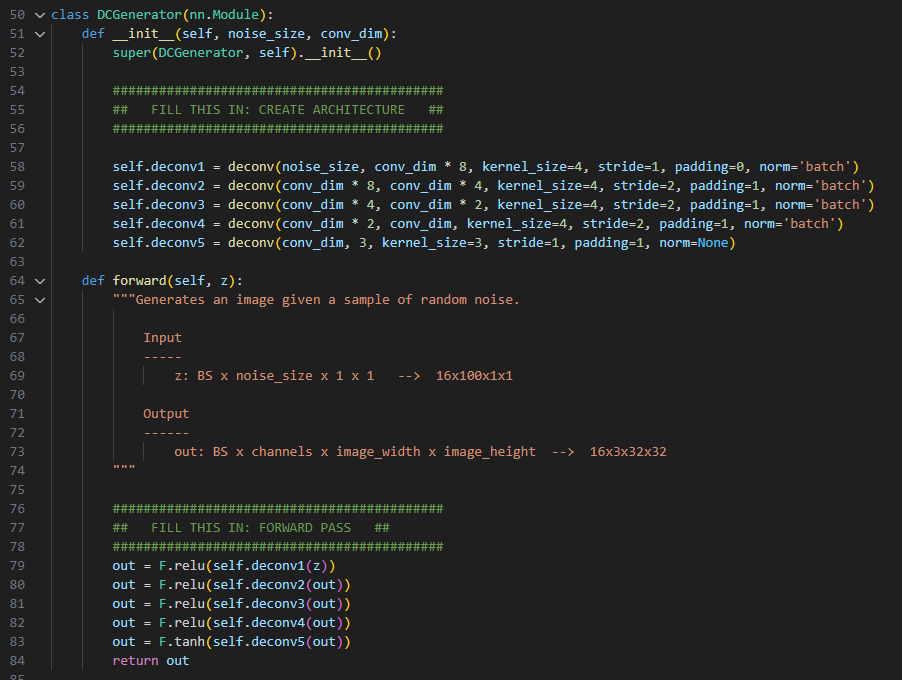 50 class DCGenerator(nn.Module):
51     def __init__(self, noise_size, conv_dim):
52         super(DCGenerator, self).__init__()
53
54         ###########################################
55         ##   FILL THIS IN: CREATE ARCHITECTURE   ##
56         ###########################################
57
58         self.deconv1 = deconv(noise_size, conv_dim * 8, kernel_size=4, stride=1, padding=0, norm='batch')
59         self.deconv2 = deconv(conv_dim * 8, conv_dim * 4, kernel_size=4, stride=2, padding=1, norm='batch')
60         self.deconv3 = deconv(conv_dim * 4, conv_dim * 2, kernel_size=4, stride=2, padding=1, norm='batch')
61         self.deconv4 = deconv(conv_dim * 2, conv_dim, kernel_size=4, stride=2, padding=1, norm='batch')
62         self.deconv5 = deconv(conv_dim, 3, kernel_size=3, stride=1, padding=1, norm=None)
63
64     def forward(self, z):
65         """Generates an image given a sample of random noise.
66
67             Input
68             -----
69                 z: BS x noise_size x 1 x 1   -->  16x100x1x1
70
71             Output
72             ------
73                 out: BS x channels x image_width x image_height  -->  16x3x32x32
74         """
75
76         ###########################################
77         ##   FILL THIS IN: FORWARD PASS   ##
78         ###########################################
79         out = F.relu(self.deconv1(z))
80         out = F.relu(self.deconv2(out))
81         out = F.relu(self.deconv3(out))
82         out = F.relu(self.deconv4(out))
83         out = F.tanh(self.deconv5(out))
84         return out
85